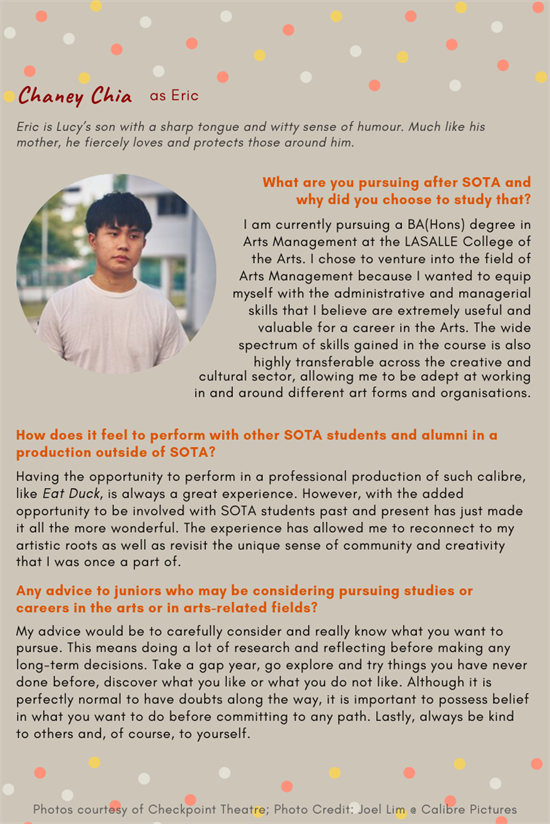 Chaney Chia as Eric
Eric is Lucy's son with a sharp tongue and witty sense of humour. Much like his
mother, he fiercely loves and protects those around him.
What are you pursuing after SOTA and
why did you choose to study that?
I am currently pursuing a BA(Hons) degree in
Arts Management at the LASALLE College of
the Arts. I chose to venture into the field of
Arts Management because I wanted to equip
myself with the administrative and managerial
skills that I believe are extremely useful and
valuable for a career in the Arts. The wide
spectrum of skills gained in the course is also
highly transferable across the creative and
cultural sector, allowing me to be adept at working
in and around different art forms and organisations.
How does it feel to perform with other SOTA students and alumni in a
production outside of SOTA?
Having the opportunity to perform in a professional production of such calibre,
like Eat Duck, is always a great experience. However, with the added
opportunity to be involved with SOTA students past and present has just made
it all the more wonderful. The experience has allowed me to reconnect to my
artistic roots as well as revisit the unique sense of community and creativity
that I was once a part of.
Any advice to juniors who may be considering pursuing studies or
careers in the arts or in arts-related fields?
My advice would be to carefully consider and really know what you want to
pursue. This means doing a lot of research and reflecting before making any
long-term decisions. Take a gap year, go explore and try things you have never
done before, discover what you like or what you do not like. Although it is
perfectly normal to have doubts along the way, it is important to possess belief
in what you want to do before committing to any path. Lastly, always be kind
to others and, of course, to yourself.
Photos courtesy of Checkpoint Theatre; Photo Credit: Joel Lim @ Calibre Pictures